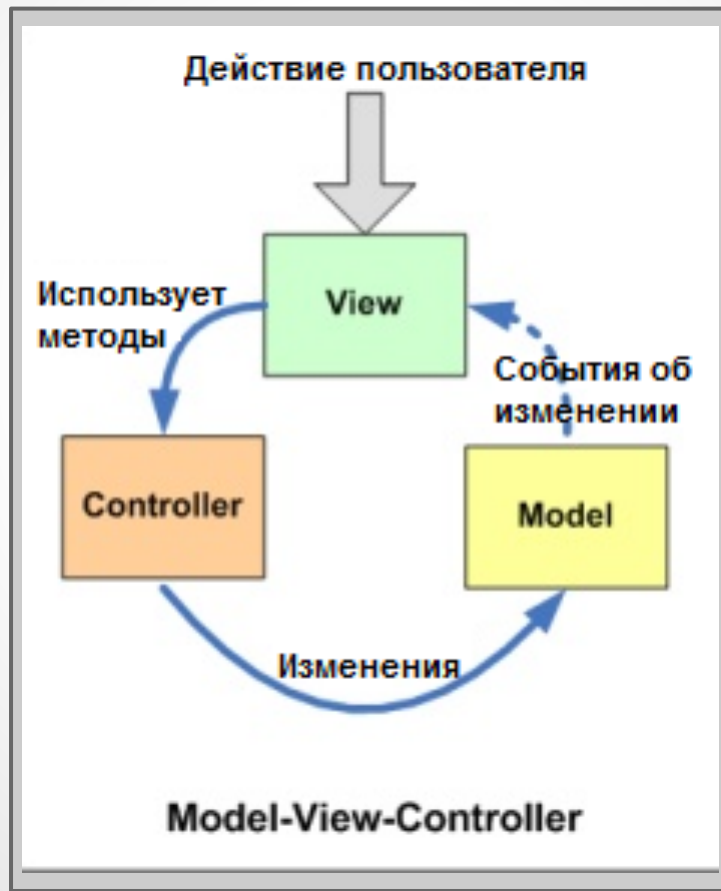 Действие пользователя
View
Использует
методы
События об
изменении
Controller
Model
Изменения
Model-View-Controller